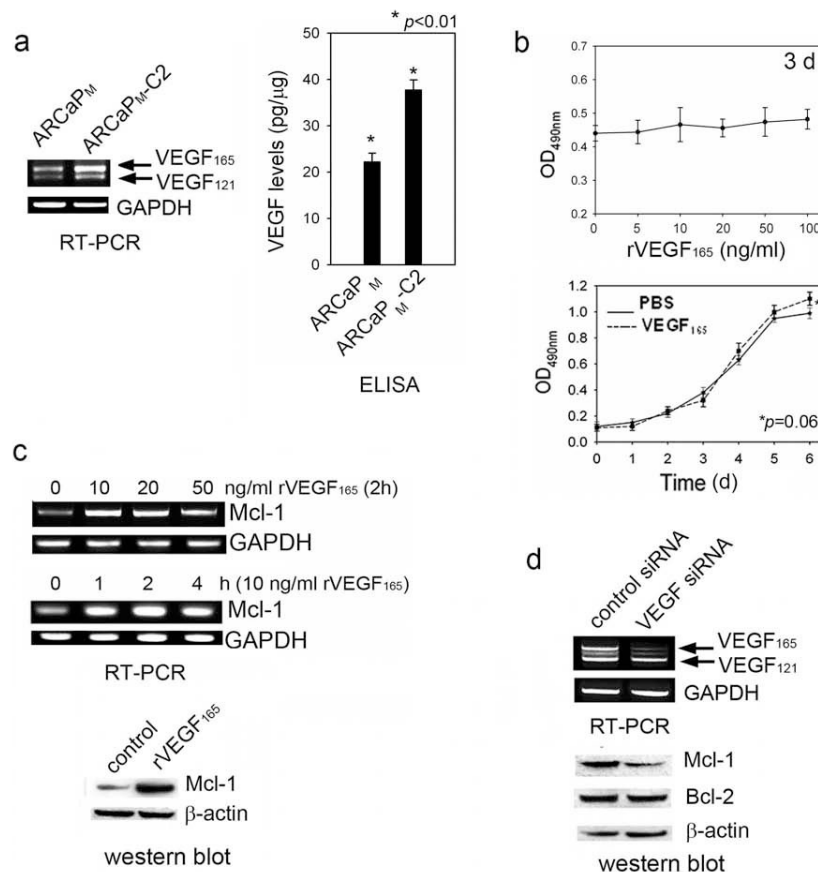 a
ARCaPM
ARCaPM-C2
VEGF165
VEGF121
GAPDH
RT-PCR
* p<0.01
VEGF levels (pg/μg)
50
40
30
20
10
0
*
*
ARCaPM
ARCaPM-C2
ELISA
b
3 d
OD490nm
0.7
0.6
0.5
0.4
0.3
0.2
0 5 10 20 50 100
rVEGF165 (ng/ml)
PBS
VEGF165
OD490nm
1.2
1.0
0.8
0.6
0.4
0.2
0.0
*
*p=0.06
0 1 2 3 4 5 6
Time (d)
c
0 10 20 50 ng/ml rVEGF165 (2h)
Mcl-1
GAPDH
0 1 2 4 h (10 ng/ml rVEGF165)
Mcl-1
GAPDH
RT-PCR
control
rVEGF165
Mcl-1
β-actin
western blot
d
control siRNA
VEGF siRNA
VEGF165
VEGF121
GAPDH
RT-PCR
Mcl-1
Bcl-2
β-actin
western blot